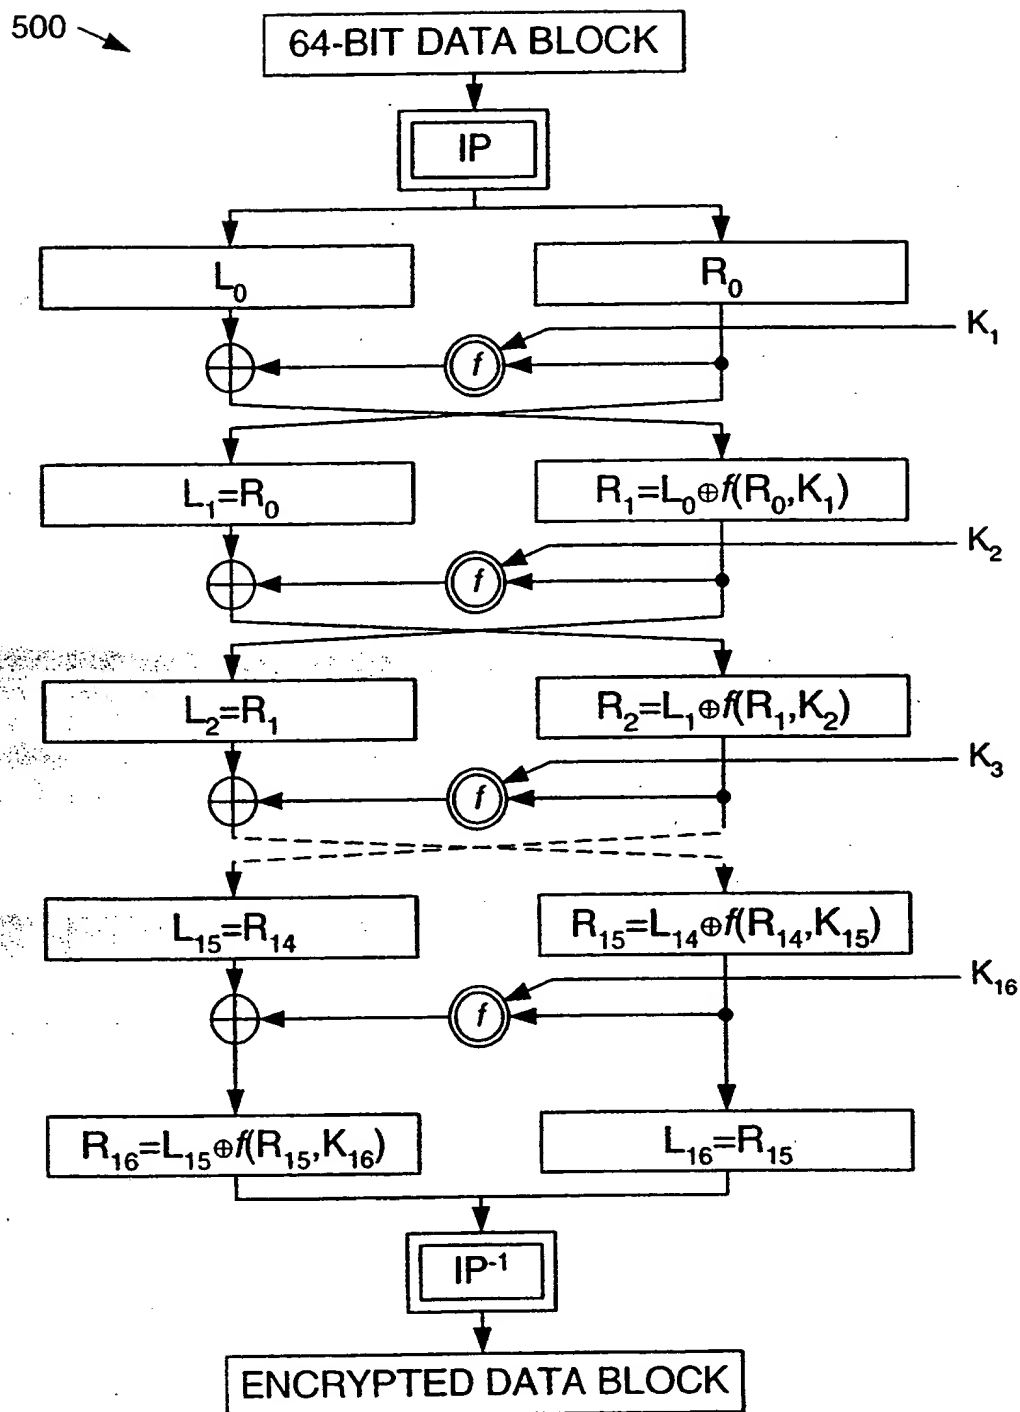 500
64-BIT DATA BLOCK
IP
L₀
R₀
K₁
f
L₁=R₀
R₁=L₀⊕f(R₀,K₁)
K₂
f
L₂=R₁
R₂=L₁⊕f(R₁,K₂)
K₃
f
L₁₅=R₁₄
R₁₅=L₁₄⊕f(R₁₄,K₁₅)
K₁₆
f
R₁₆=L₁₅⊕f(R₁₅,K₁₆)
L₁₆=R₁₅
IP⁻¹
ENCRYPTED DATA BLOCK